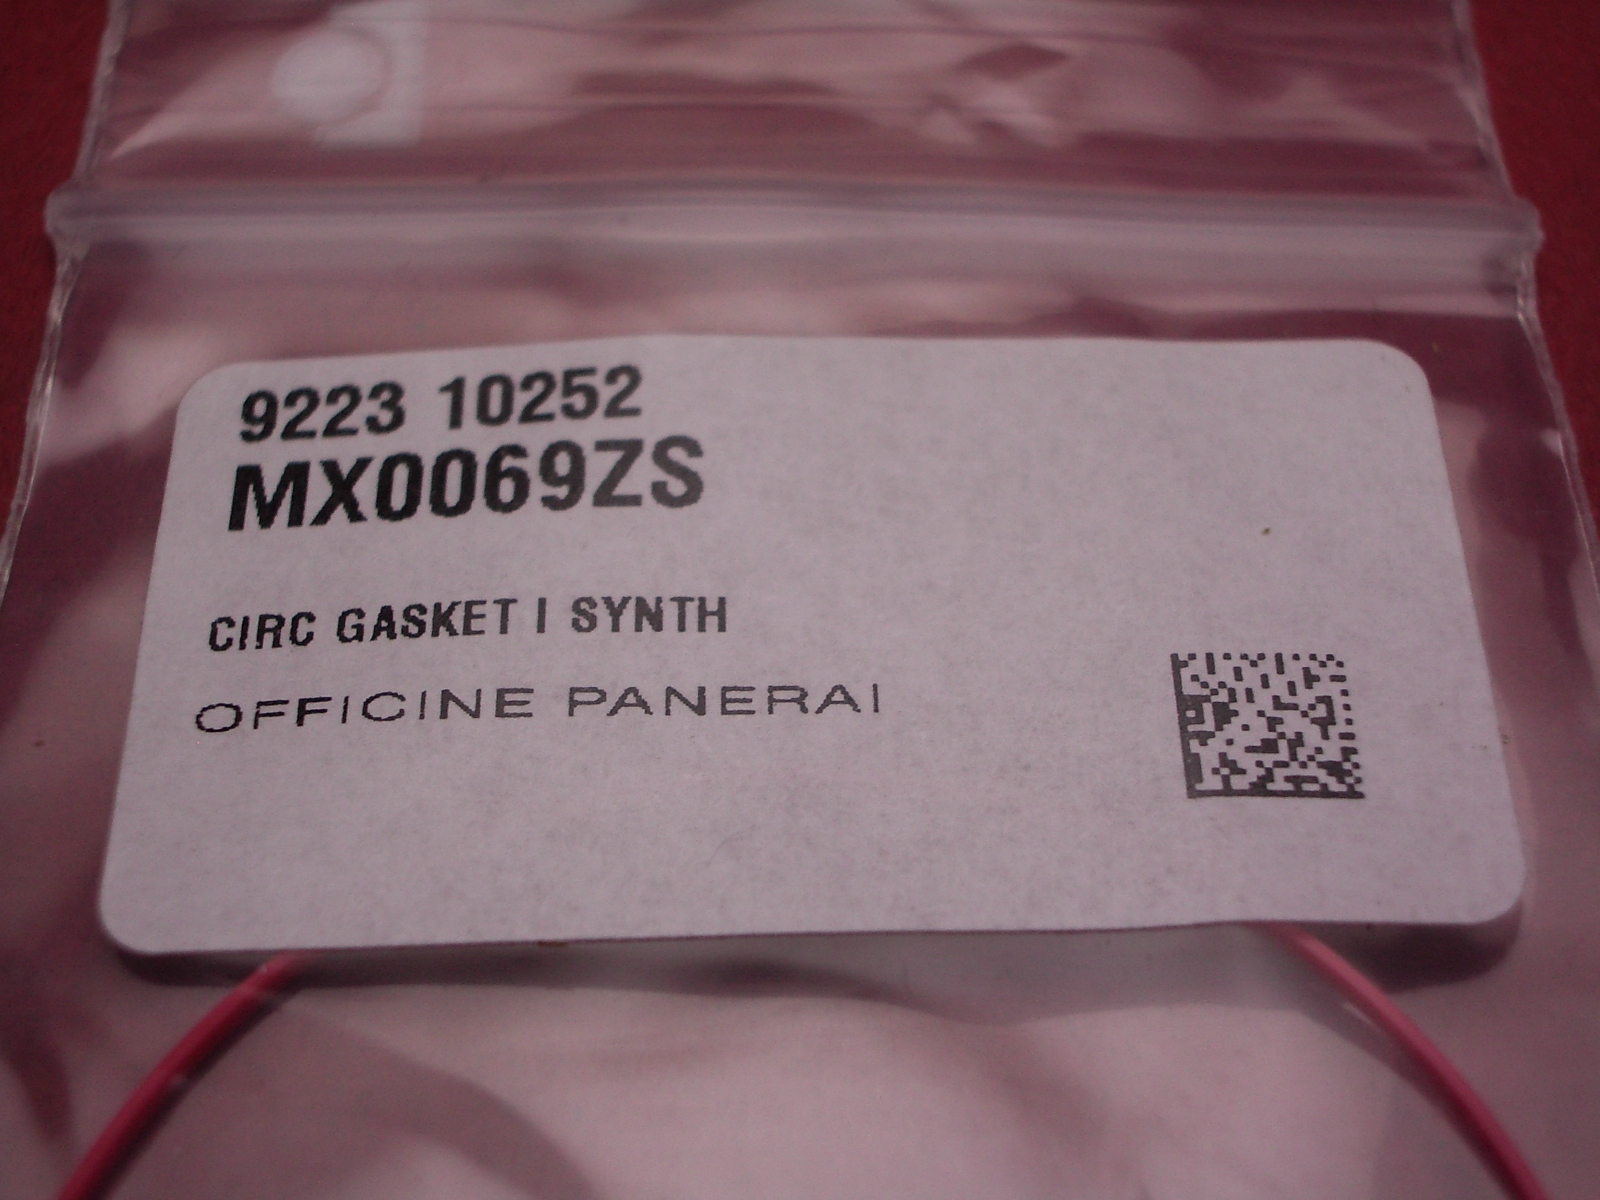 9223 10252
MX0069ZS
CIRC GASKET I SYNTH
OFFICINE PANERAI